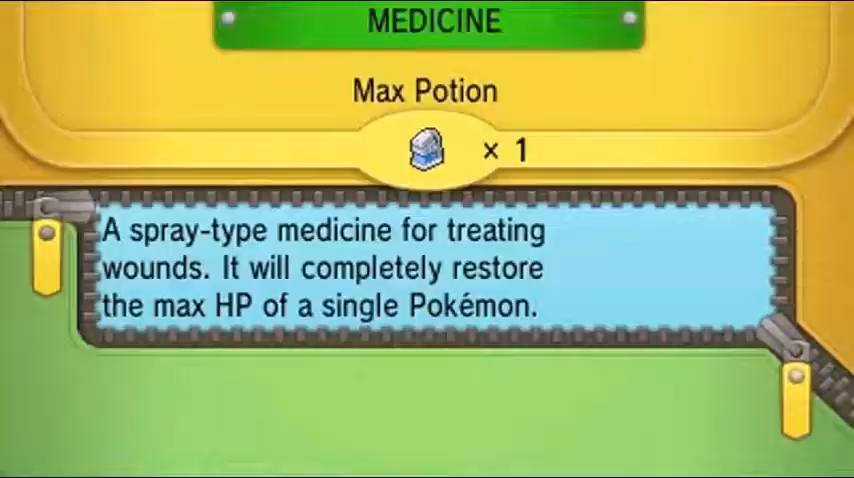 MEDICINE
Max Potion
× 1
A spray-type medicine for treating
wounds. It will completely restore
the max HP of a single Pokémon.